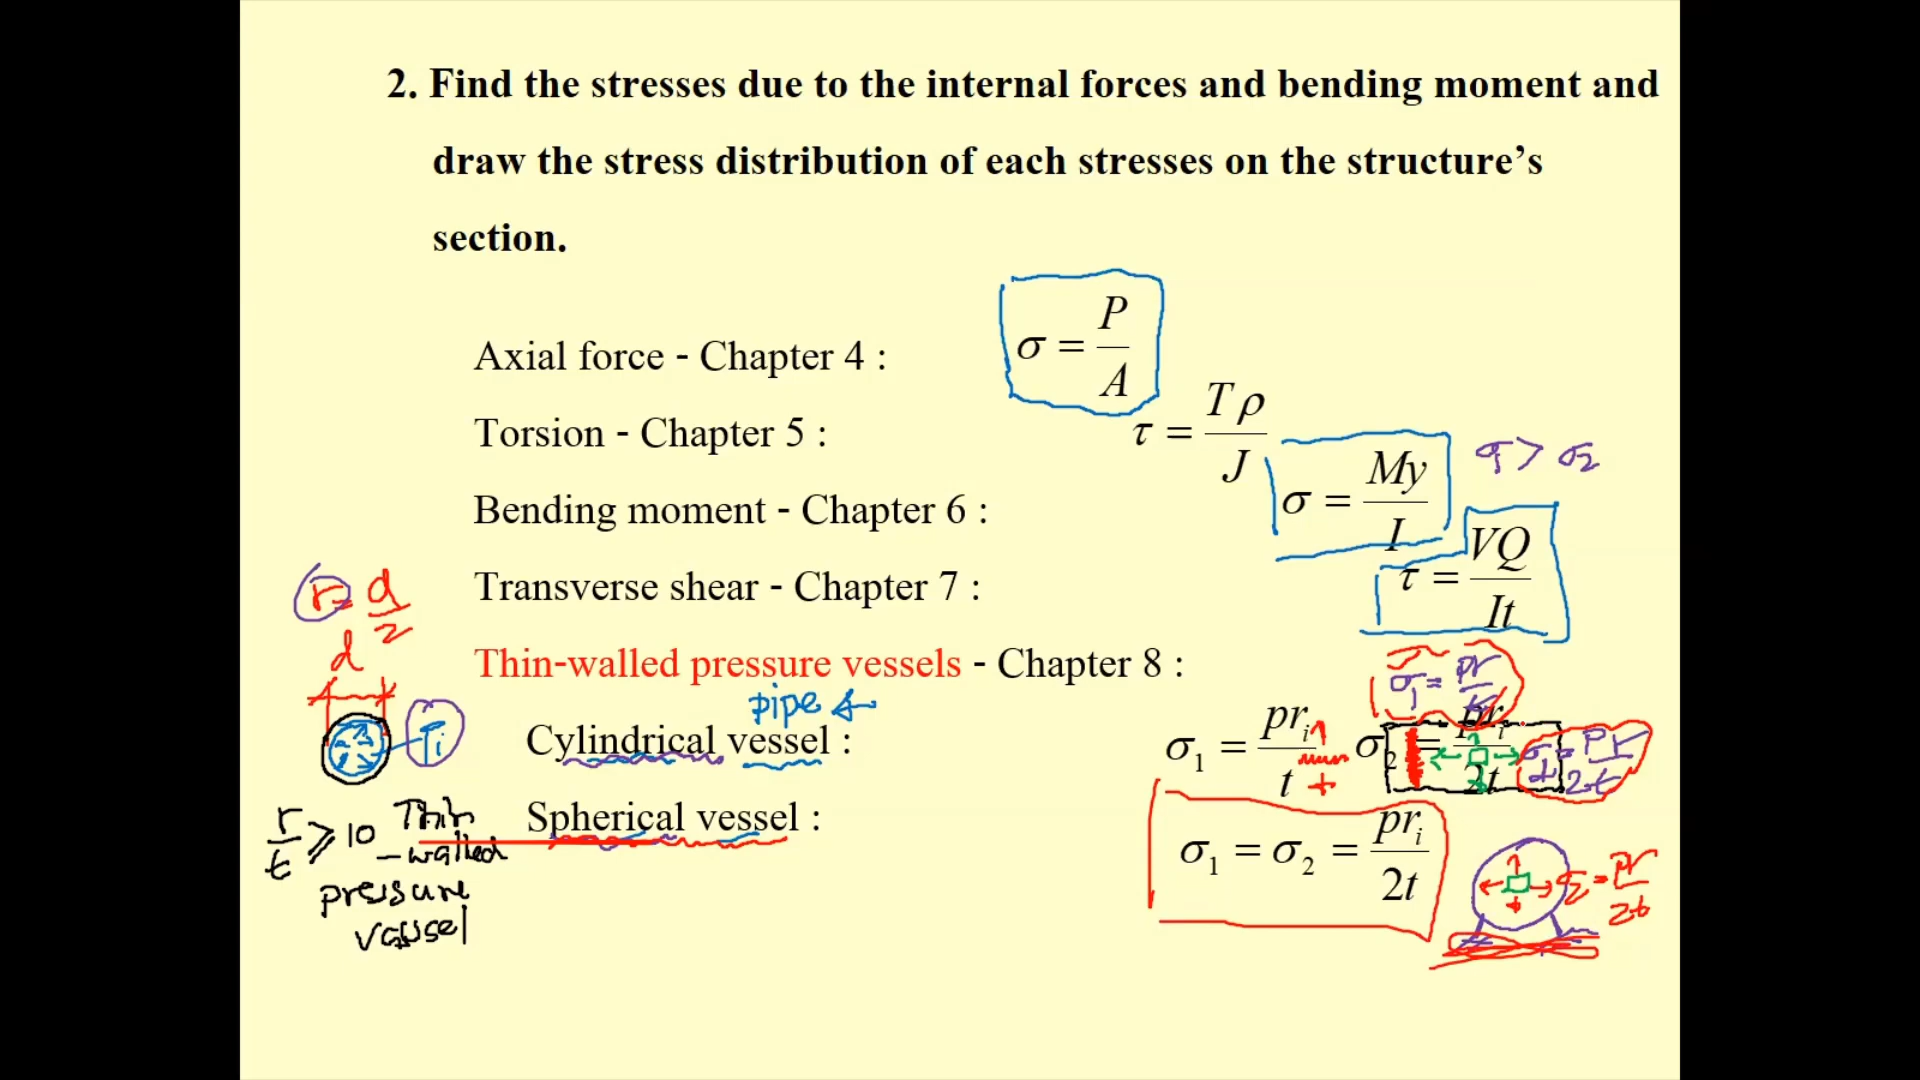 2. Find the stresses due to the internal forces and bending moment and
draw the stress distribution of each stresses on the structure’s
section.
Axial force - Chapter 4 :
σ = P/A
Torsion - Chapter 5 :
τ = Tρ/J
Bending moment - Chapter 6 :
σ = My/I
σ1 > σ2
Transverse shear - Chapter 7 :
τ = VQ/It
r = d/2
d
Thin-walled pressure vessels - Chapter 8 :
σ1 = pr/t
pipe
Pi
Cylindrical vessel :
σ1 = pri/t
σ2 = pri/2t
σ2 = Pr/2t
Spherical vessel :
σ1 = σ2 = pri/2t
r/t ≥ 10 Thin
-walled
pressure
vessel
σ2 = Pr/2t